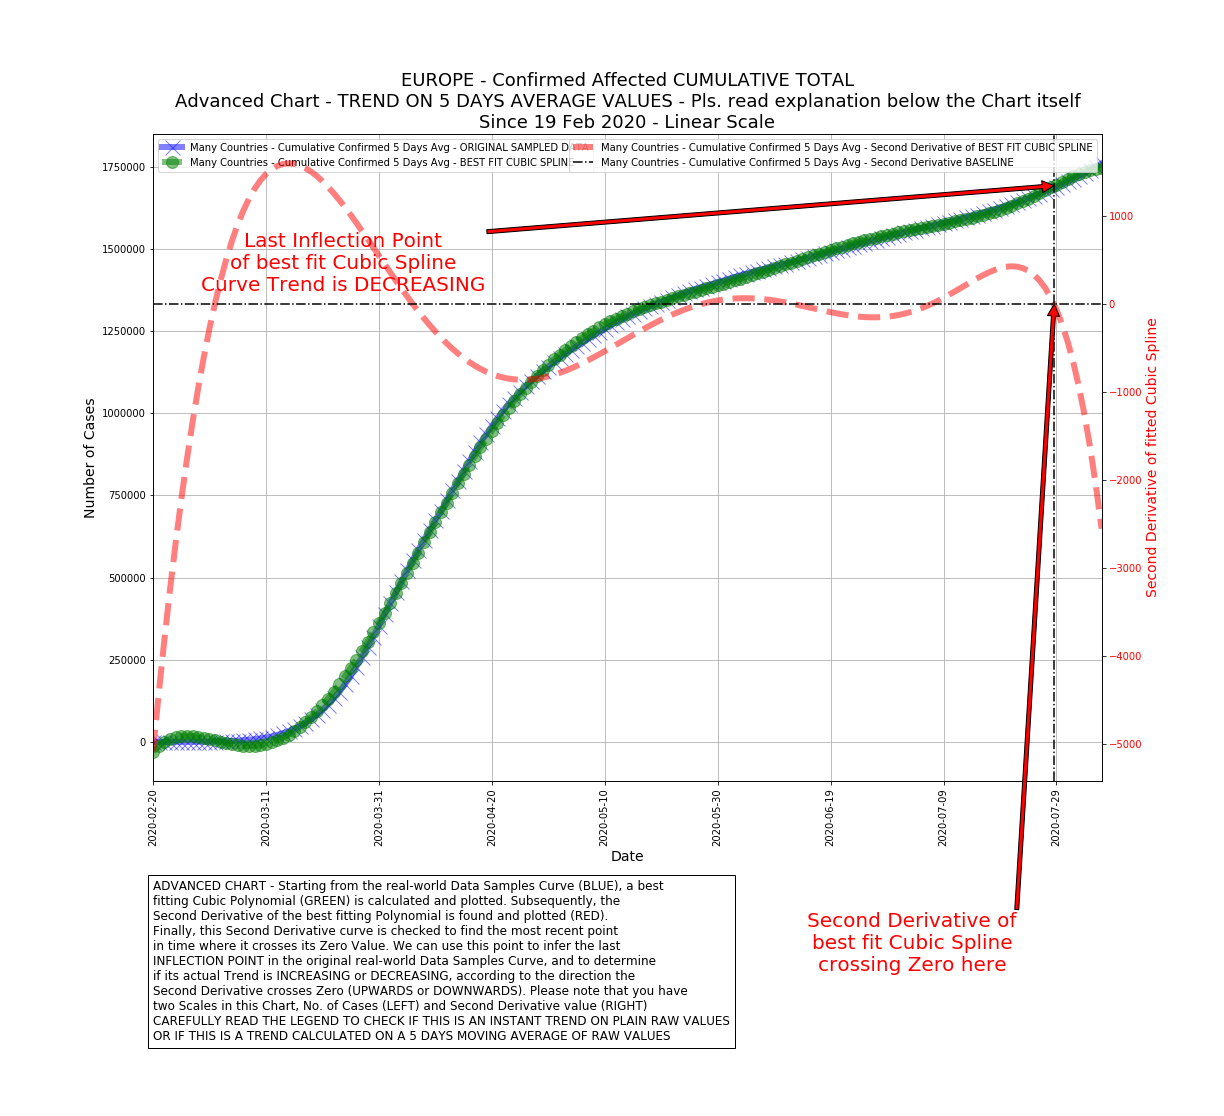 EUROPE - Confirmed Affected CUMULATIVE TOTAL
Advanced Chart - TREND ON 5 DAYS AVERAGE VALUES - Pls. read explanation below the Chart itself
Since 19 Feb 2020 - Linear Scale
Many Countries - Cumulative Confirmed 5 Days Avg - ORIGINAL SAMPLED DATA
Many Countries - Cumulative Confirmed 5 Days Avg - BEST FIT CUBIC SPLINE
Many Countries - Cumulative Confirmed 5 Days Avg - Second Derivative of BEST FIT CUBIC SPLINE
Many Countries - Cumulative Confirmed 5 Days Avg - Second Derivative BASELINE
Last Inflection Point
of best fit Cubic Spline
Curve Trend is DECREASING
Number of Cases
1750000
1500000
1250000
1000000
750000
500000
250000
0
1000
0
−1000
−2000
−3000
−4000
−5000
Second Derivative of fitted Cubic Spline
2020-02-20
2020-03-11
2020-03-31
2020-04-20
2020-05-10
2020-05-30
2020-06-19
2020-07-09
2020-07-29
Date
ADVANCED CHART - Starting from the real-world Data Samples Curve (BLUE), a best
fitting Cubic Polynomial (GREEN) is calculated and plotted. Subsequently, the
Second Derivative of the best fitting Polynomial is found and plotted (RED).
Finally, this Second Derivative curve is checked to find the most recent point
in time where it crosses its Zero Value. We can use this point to infer the last
INFLECTION POINT in the original real-world Data Samples Curve, and to determine
if its actual Trend is INCREASING or DECREASING, according to the direction the
Second Derivative crosses Zero (UPWARDS or DOWNWARDS). Please note that you have
two Scales in this Chart, No. of Cases (LEFT) and Second Derivative value (RIGHT)
CAREFULLY READ THE LEGEND TO CHECK IF THIS IS AN INSTANT TREND ON PLAIN RAW VALUES
OR IF THIS IS A TREND CALCULATED ON A 5 DAYS MOVING AVERAGE OF RAW VALUES
Second Derivative of
best fit Cubic Spline
crossing Zero here